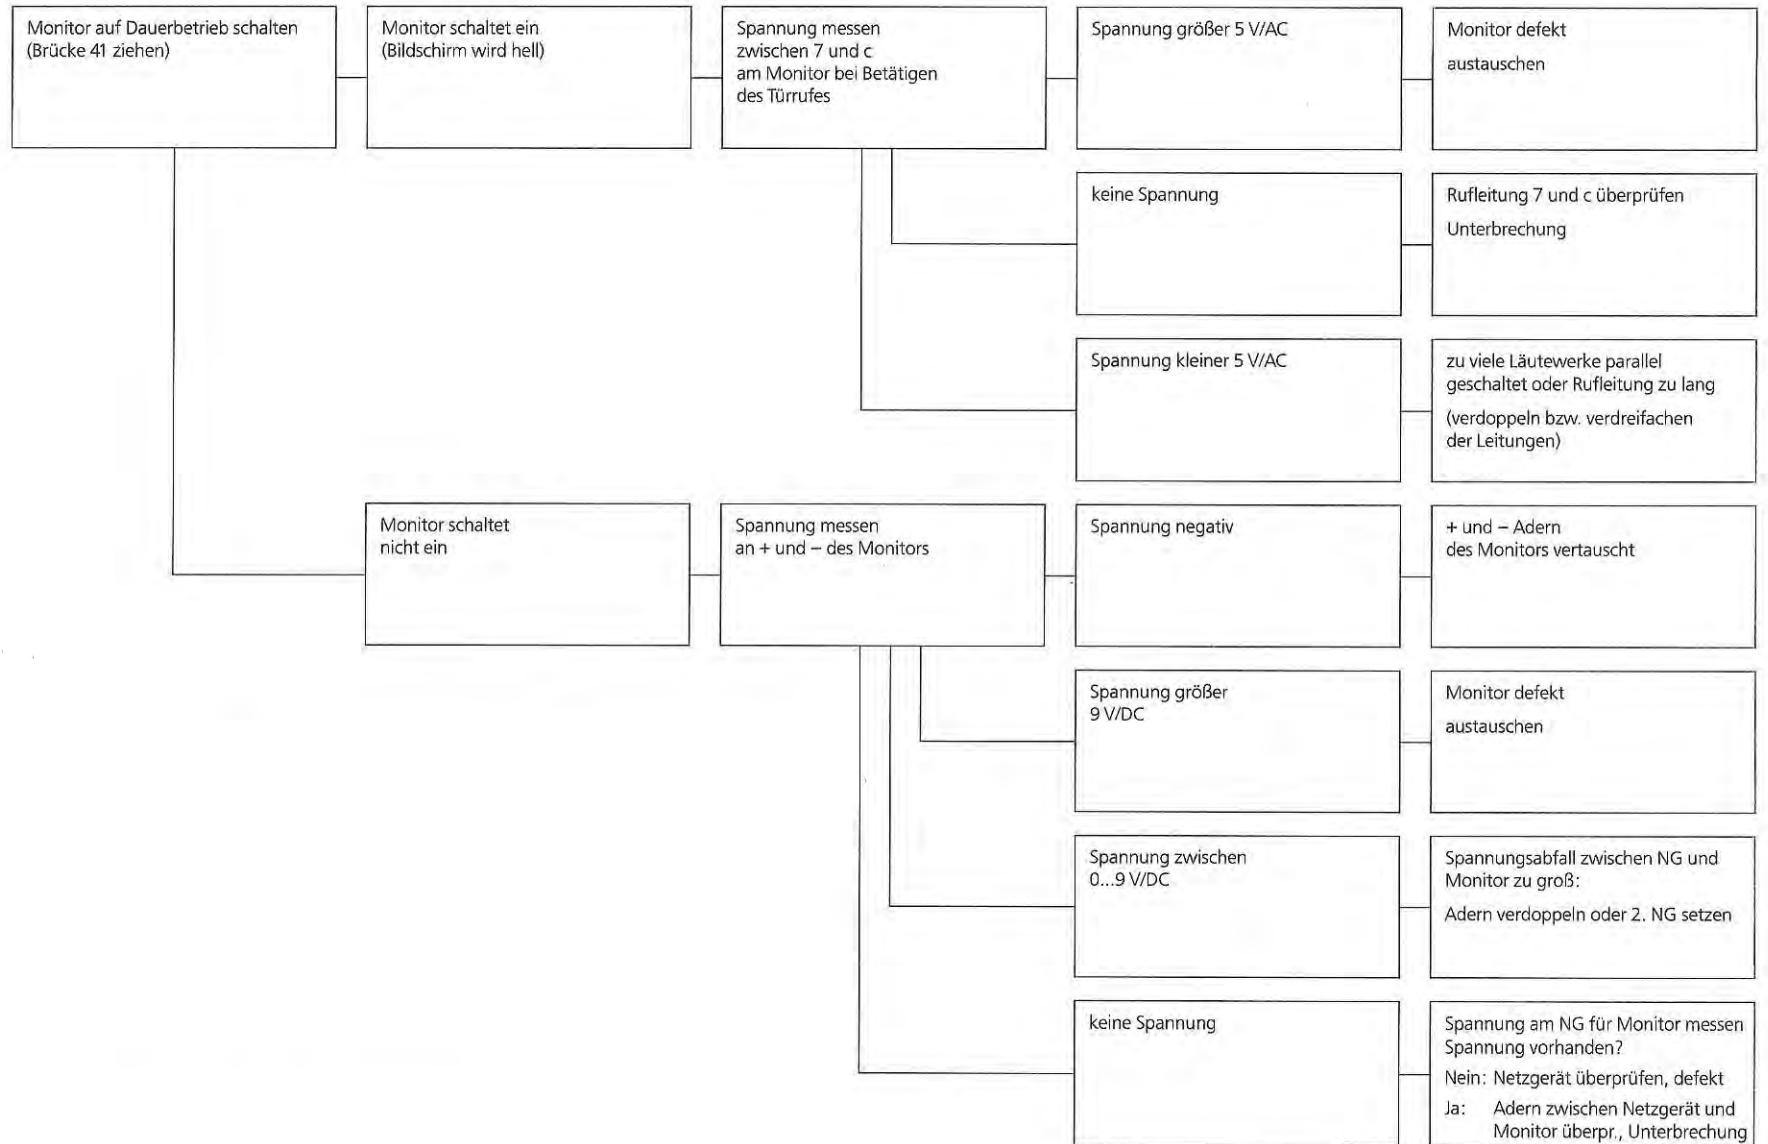 Monitor auf Dauerbetrieb schalten
(Brücke 41 ziehen)
Monitor schaltet ein
(Bildschirm wird hell)
Spannung messen
zwischen 7 und c
am Monitor bei Betätigen
des Türrufes
Spannung größer 5 V/AC
Monitor defekt
austauschen
keine Spannung
Rufleitung 7 und c überprüfen
Unterbrechung
Spannung kleiner 5 V/AC
zu viele Läutewerke parallel
geschaltet oder Rufleitung zu lang
(verdoppeln bzw. verdreifachen
der Leitungen)
Monitor schaltet
nicht ein
Spannung messen
an + und – des Monitors
Spannung negativ
+ und – Adern
des Monitors vertauscht
Spannung größer
9 V/DC
Monitor defekt
austauschen
Spannung zwischen
0...9 V/DC
Spannungsabfall zwischen NG und
Monitor zu groß:
Adern verdoppeln oder 2. NG setzen
keine Spannung
Spannung am NG für Monitor messen
Spannung vorhanden?
Nein: Netzgerät überprüfen, defekt
Ja: Adern zwischen Netzgerät und
Monitor überpr., Unterbrechung